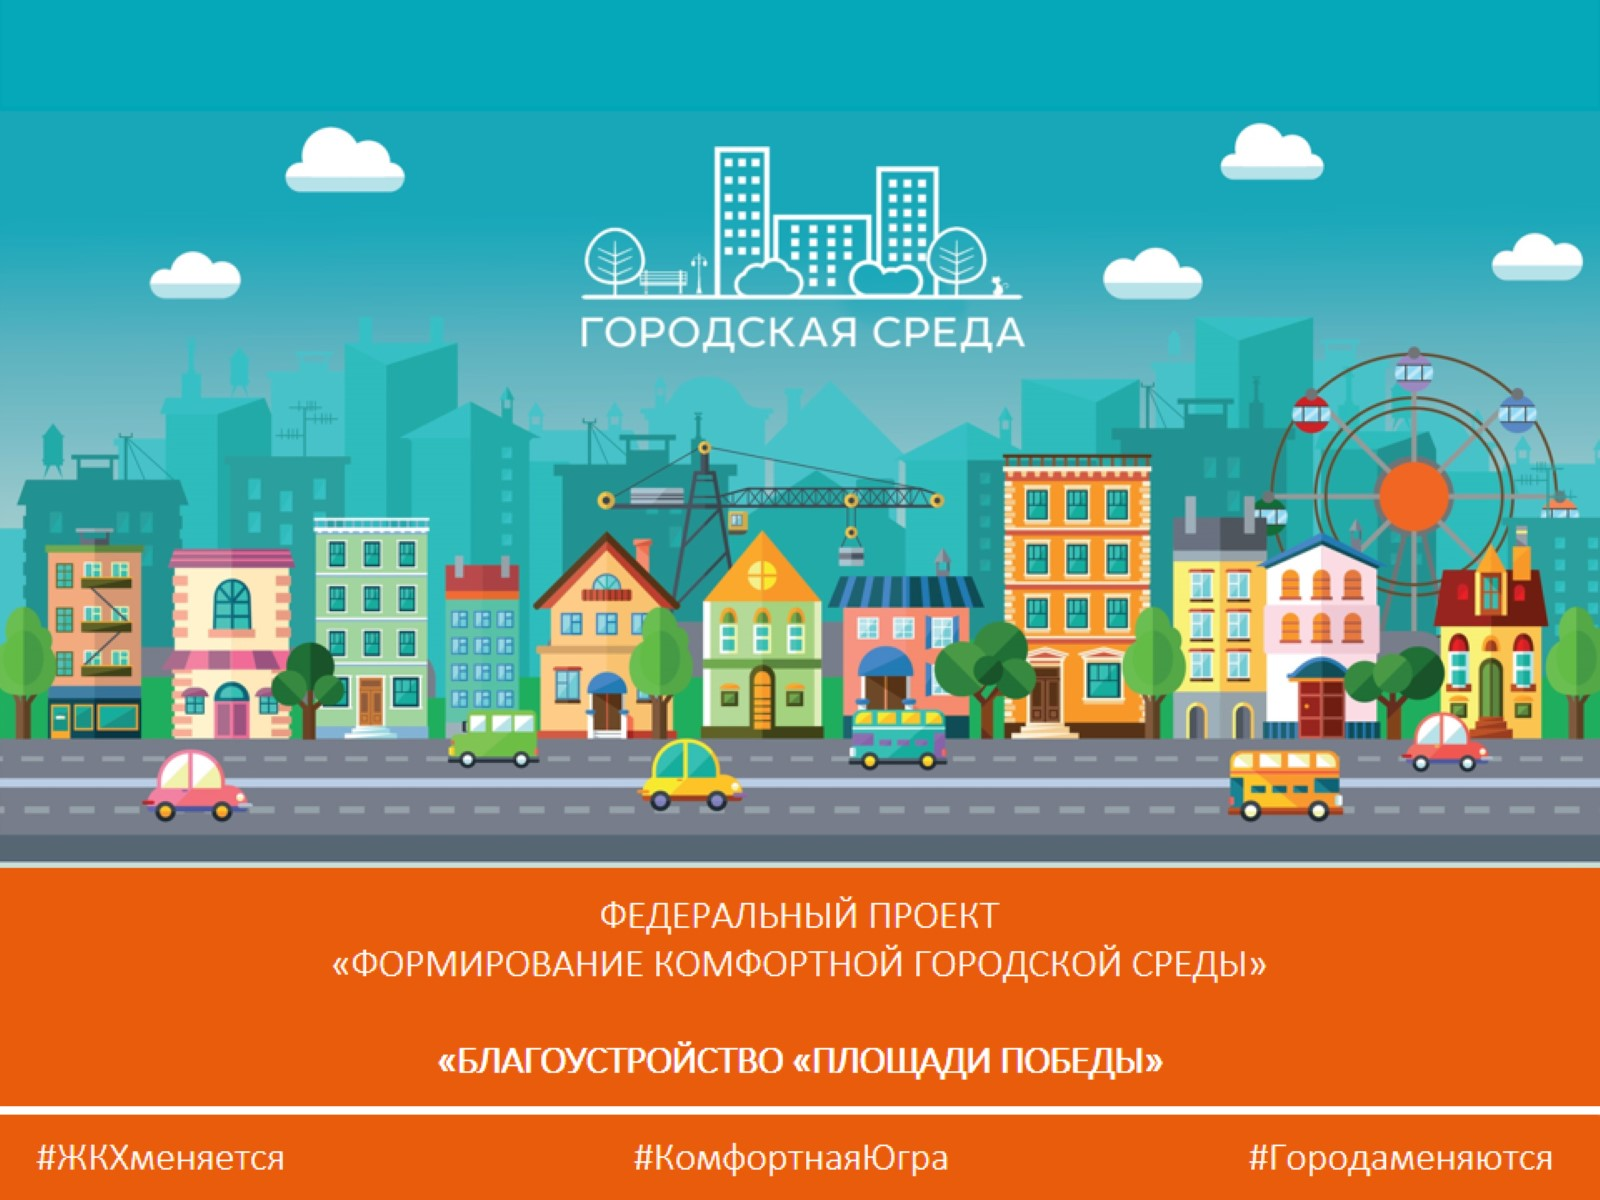 ГОРОДСКАЯ СРЕДА
ФЕДЕРАЛЬНЫЙ ПРОЕКТ
«ФОРМИРОВАНИЕ КОМФОРТНОЙ ГОРОДСКОЙ СРЕДЫ»
«БЛАГОУСТРОЙСТВО «ПЛОЩАДИ ПОБЕДЫ»
#ЖКХменяется
#КомфортнаяЮгра
#Городаменяются